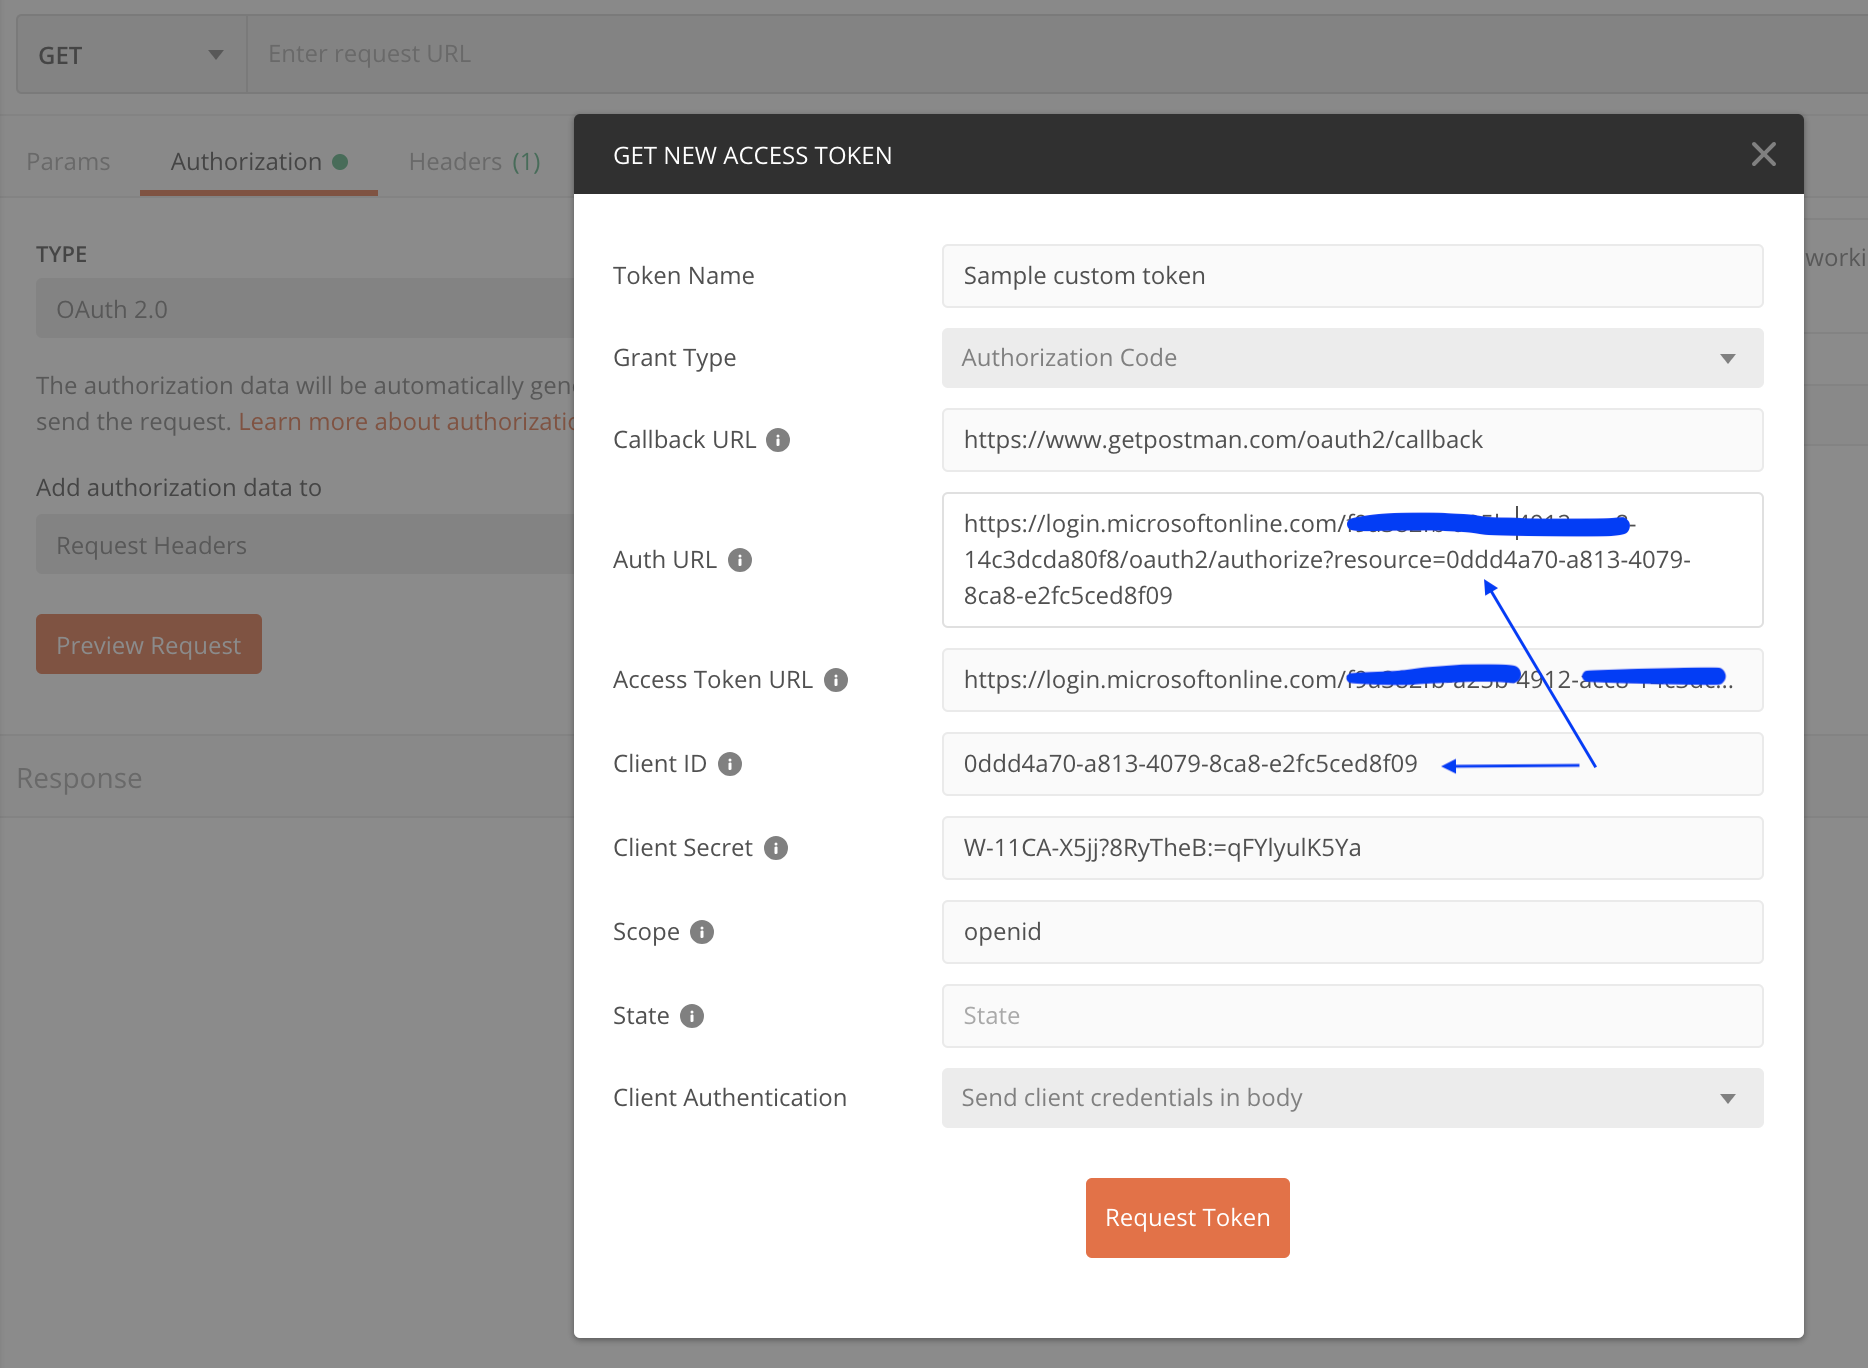 GET
Enter request URL
Params
Authorization
Headers (1)
GET NEW ACCESS TOKEN
TYPE
OAuth 2.0
The authorization data will be automatically gen
send the request. Learn more about authorizatio
Add authorization data to
Request Headers
Preview Request
Response
worki
Token Name
Sample custom token
Grant Type
Authorization Code
Callback URL
https://www.getpostman.com/oauth2/callback
Auth URL
https://login.microsoftonline.com/
14c3dcda80f8/oauth2/authorize?resource=0ddd4a70-a813-4079-
8ca8-e2fc5ced8f09
Access Token URL
https://login.microsoftonline.com/ 4912-
Client ID
0ddd4a70-a813-4079-8ca8-e2fc5ced8f09
Client Secret
W-11CA-X5jj?8RyTheB:=qFYlyulK5Ya
Scope
openid
State
State
Client Authentication
Send client credentials in body
Request Token